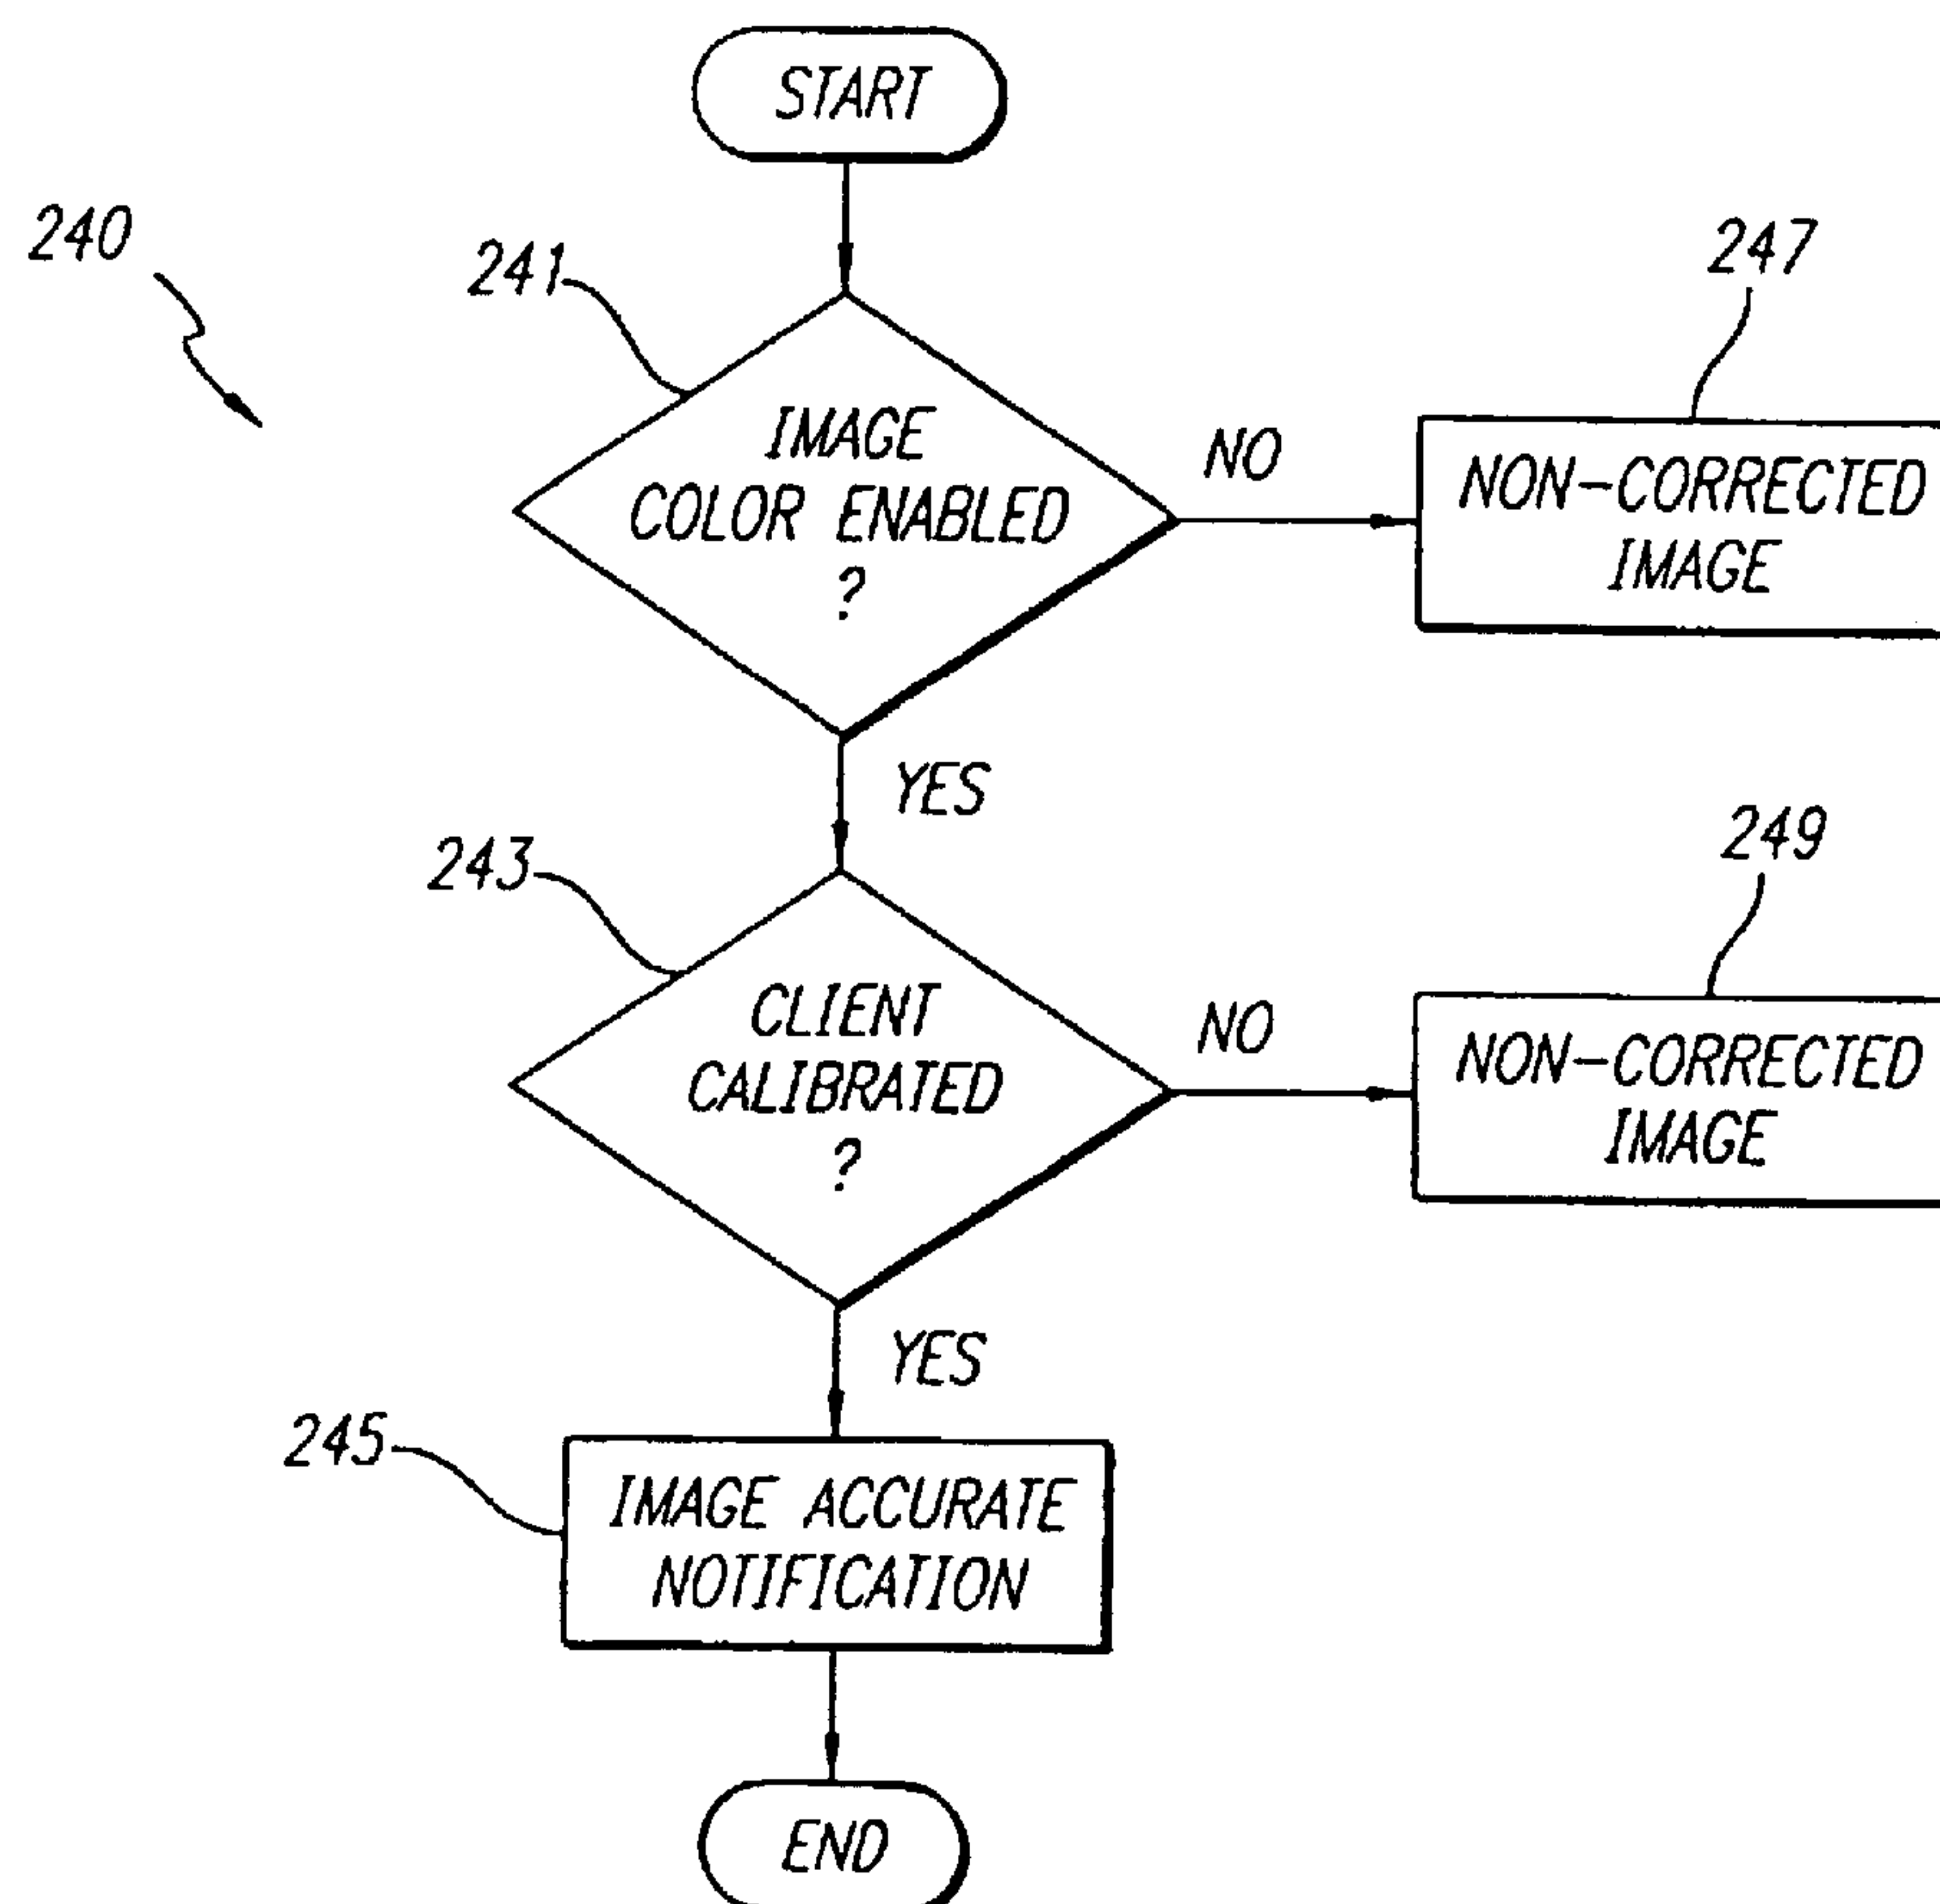 START
240
241
247
IMAGE
COLOR ENABLED
?
NO
NON-CORRECTED
IMAGE
YES
243
249
CLIENT
CALIBRATED
?
NO
NON-CORRECTED
IMAGE
YES
245
IMAGE ACCURATE
NOTIFICATION
END